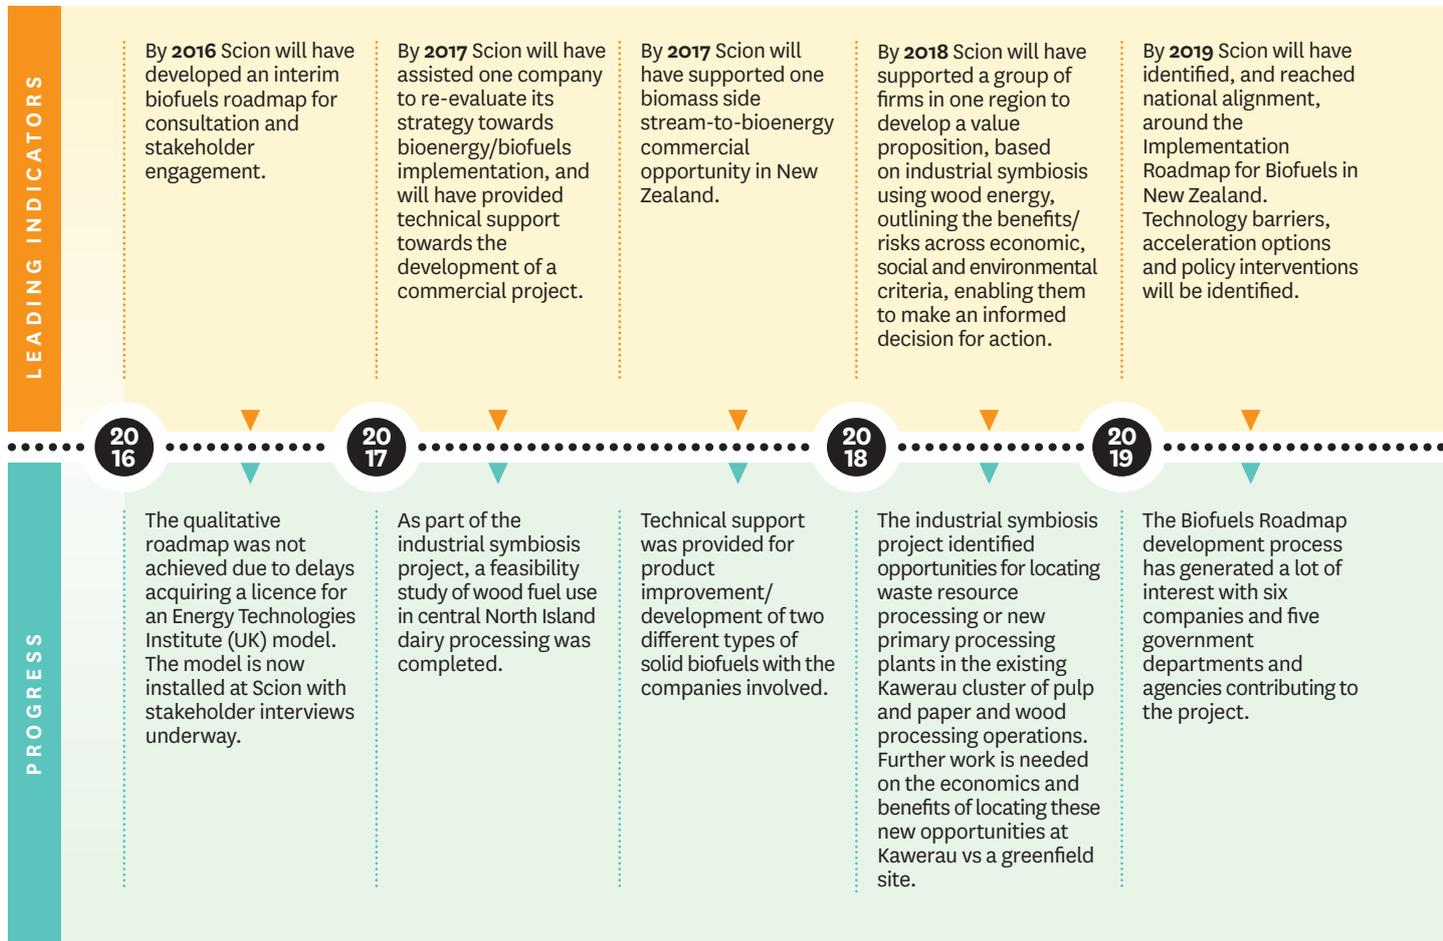 LEADING INDICATORS
By 2016 Scion will have
developed an interim
biofuels roadmap for
consultation and
stakeholder
engagement.
By 2017 Scion will have
assisted one company
to re-evaluate its
strategy towards
bioenergy/biofuels
implementation, and
will have provided
technical support
towards the
development of a
commercial project.
By 2017 Scion will
have supported one
biomass side
stream-to-bioenergy
commercial
opportunity in New
Zealand.
By 2018 Scion will have
supported a group of
firms in one region to
develop a value
proposition, based
on industrial symbiosis
using wood energy,
outlining the benefits/
risks across economic,
social and environmental
criteria, enabling them
to make an informed
decision for action.
By 2019 Scion will have
identified, and reached
national alignment,
around the
Implementation
Roadmap for Biofuels in
New Zealand.
Technology barriers,
acceleration options
and policy interventions
will be identified.
20
16
20
17
20
18
20
19
PROGRESS
The qualitative
roadmap was not
achieved due to delays
acquiring a licence for
an Energy Technologies
Institute (UK) model.
The model is now
installed at Scion with
stakeholder interviews
underway.
As part of the
industrial symbiosis
project, a feasibility
study of wood fuel use
in central North Island
dairy processing was
completed.
Technical support
was provided for
product
improvement/
development of two
different types of
solid biofuels with the
companies involved.
The industrial symbiosis
project identified
opportunities for locating
waste resource
processing or new
primary processing
plants in the existing
Kawerau cluster of pulp
and paper and wood
processing operations.
Further work is needed
on the economics and
benefits of locating these
new opportunities at
Kawerau vs a greenfield
site.
The Biofuels Roadmap
development process
has generated a lot of
interest with six
companies and five
government
departments and
agencies contributing to
the project.